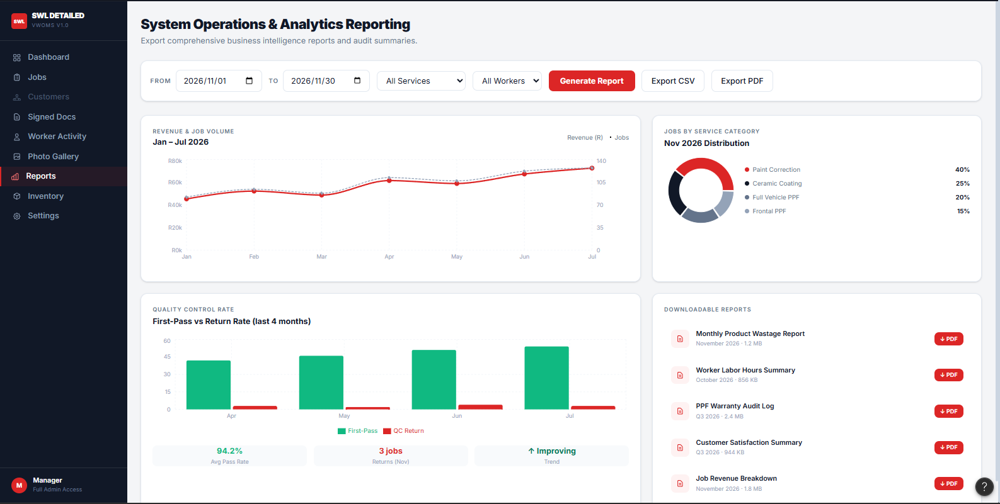 SWL
SWL DETAILED
VWOMS V1.0
Dashboard
Jobs
Customers
Signed Docs
Worker Activity
Photo Gallery
Reports
Inventory
Settings
M
Manager
Full Admin Access
System Operations & Analytics Reporting
Export comprehensive business intelligence reports and audit summaries.
FROM 2026/11/01 TO 2026/11/30 All Services All Workers Generate Report Export CSV Export PDF
REVENUE & JOB VOLUME
Jan – Jul 2026
Revenue (R) Jobs
R80k 140
R60k 105
R40k 70
R20k 35
R0k 0
Jan Feb Mar Apr May Jun Jul
JOBS BY SERVICE CATEGORY
Nov 2026 Distribution
Paint Correction 40%
Ceramic Coating 25%
Full Vehicle PPF 20%
Frontal PPF 15%
QUALITY CONTROL RATE
First-Pass vs Return Rate (last 4 months)
60
45
30
15
0
Apr May Jun Jul
First-Pass QC Return
94.2%
Avg Pass Rate
3 jobs
Returns (Nov)
↑ Improving
Trend
DOWNLOADABLE REPORTS
Monthly Product Wastage Report
November 2026 · 1.2 MB
↓ PDF
Worker Labor Hours Summary
October 2026 · 856 KB
↓ PDF
PPF Warranty Audit Log
Q3 2026 · 2.4 MB
↓ PDF
Customer Satisfaction Summary
Q3 2026 · 944 KB
↓ PDF
Job Revenue Breakdown
November 2026 · 1.8 MB
↓ PDF
?